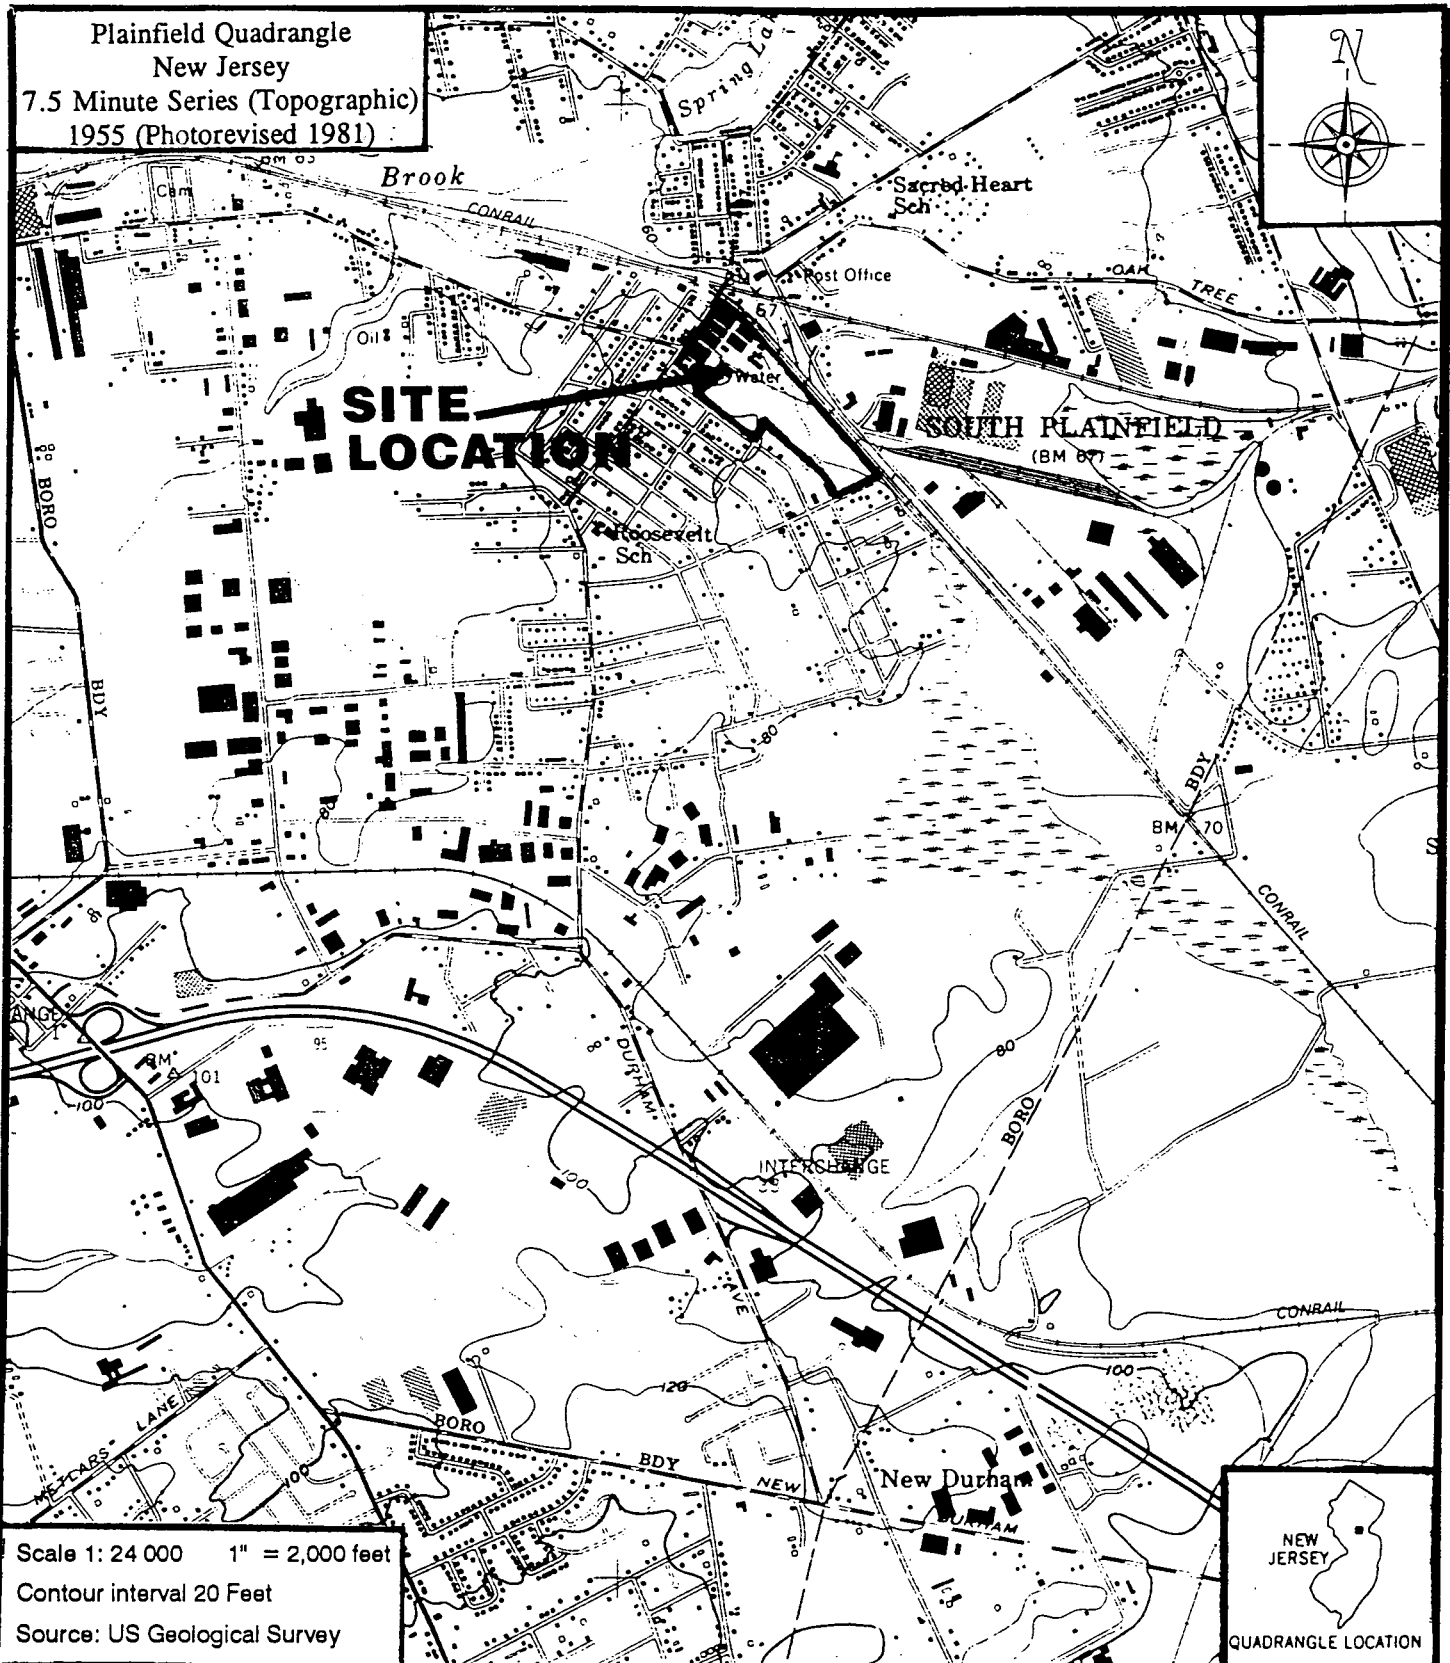 Plainfield Quadrangle
New Jersey
7.5 Minute Series (Topographic)
1955 (Photorevised 1981)
N
Spring
Brook
Cem
CONRAIL
60
Sacred Heart
Sch
Post Office
OAK TREE
67
Oil
Water
SITE
LOCATION
SOUTH PLAINFIELD
(BM 67)
BORO
Roosevelt
Sch
BDY
80
80
BDY
BM 70
CONRAIL
DURHAM
95
BM
101
100
80
BORO
100
INTERCHANGE
AVE
CONRAIL
100
120
METLARS LANE
BORO
BDY
100
NEW
DURHAM
New Durham
Scale 1: 24 000 1" = 2,000 feet
Contour interval 20 Feet
Source: US Geological Survey
NEW
JERSEY
QUADRANGLE LOCATION